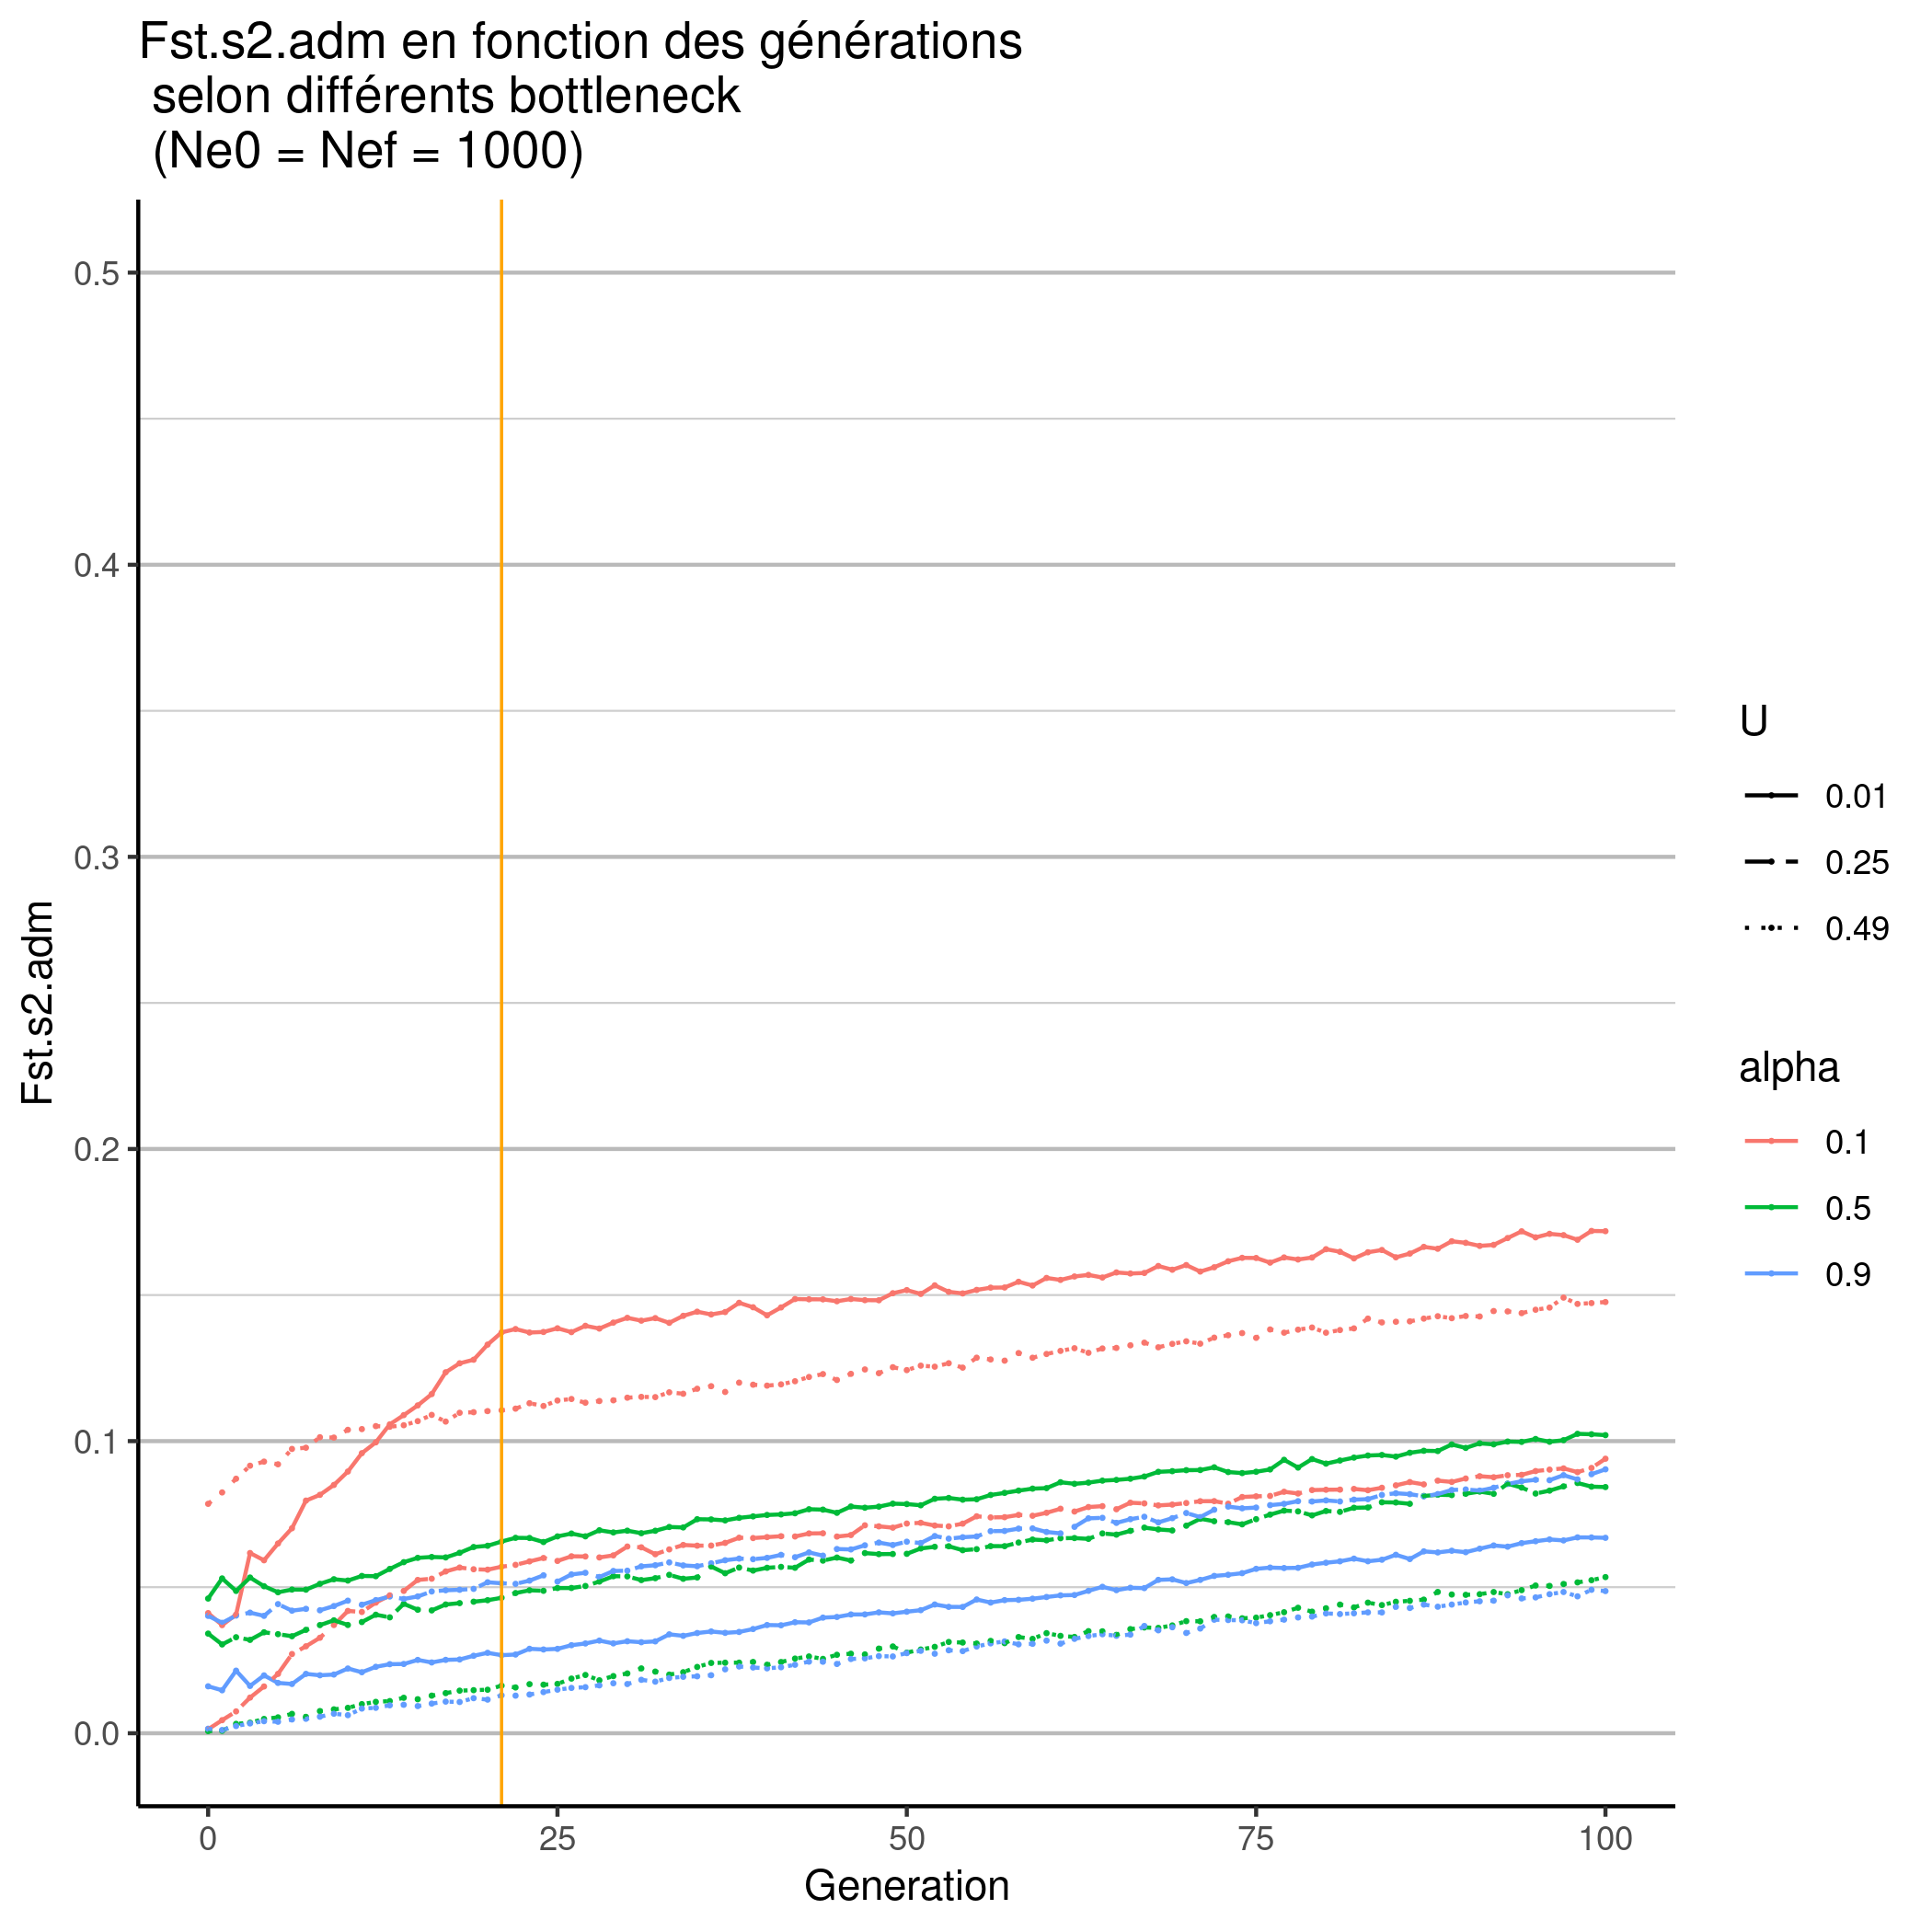 Fst.s2.adm en fonction des générations
selon différents bottleneck
(Ne0 = Nef = 1000)
0.5
0.4
0.3
0.2
0.1
0.0
Fst.s2.adm
0
25
50
75
100
Generation
U
0.01
0.25
0.49
alpha
0.1
0.5
0.9